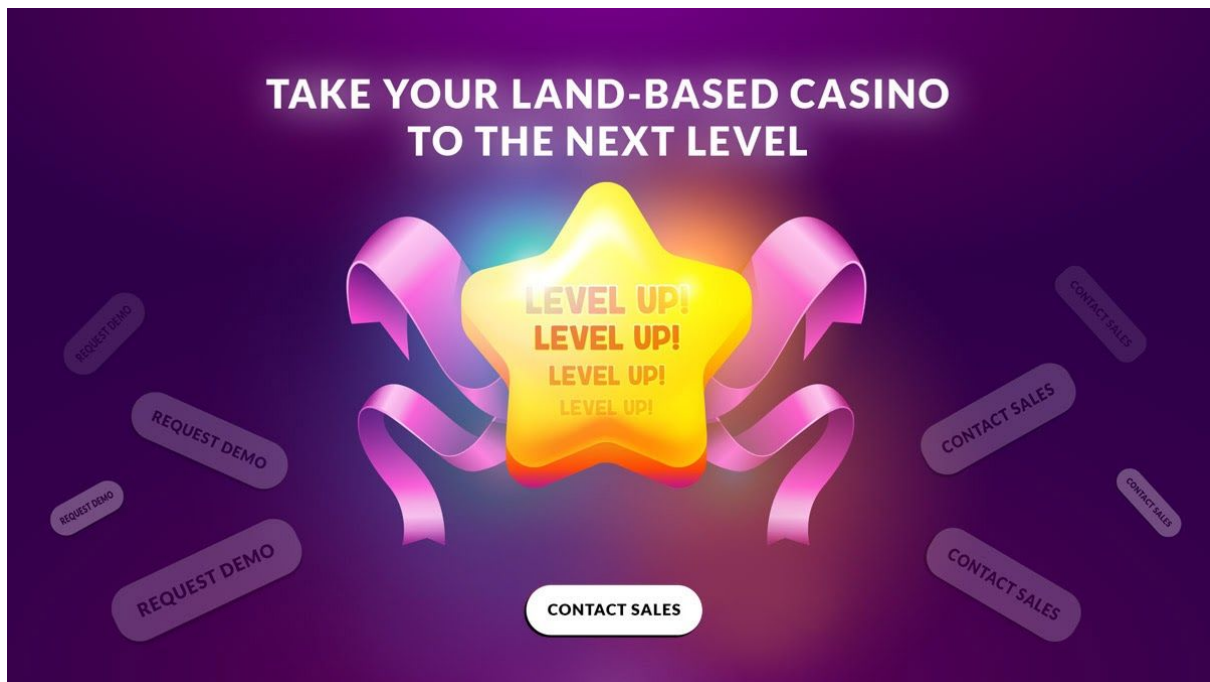 TAKE YOUR LAND-BASED CASINO
TO THE NEXT LEVEL
LEVEL UP!
LEVEL UP!
LEVEL UP!
LEVEL UP!
REQUEST DEMO
REQUEST DEMO
REQUEST DEMO
REQUEST DEMO
CONTACT SALES
CONTACT SALES
CONTACT SALES
CONTACT SALES
CONTACT SALES